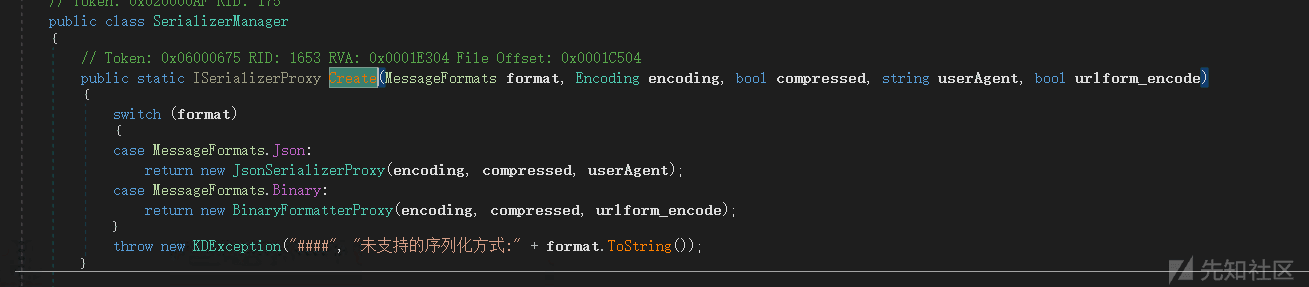 // Token: 0x020000AF RID: 175
public class SerializerManager
{
// Token: 0x06000675 RID: 1653 RVA: 0x0001E304 File Offset: 0x0001C504
public static ISerializerProxy Create(MessageFormats format, Encoding encoding, bool compressed, string userAgent, bool urlform_encode)
{
switch (format)
{
case MessageFormats.Json:
return new JsonSerializerProxy(encoding, compressed, userAgent);
case MessageFormats.Binary:
return new BinaryFormatterProxy(encoding, compressed, urlform_encode);
}
throw new KDException("####", "未支持的序列化方式:" + format.ToString());
}
先知社区